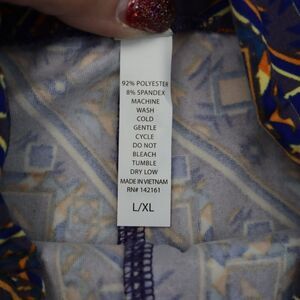 92% POLYESTER
8% SPANDEX
MACHINE
WASH
COLD
GENTLE
CYCLE
DO NOT
BLEACH
TUMBLE
DRY LOW
MADE IN VIETNAM
RN# 142161
L/XL